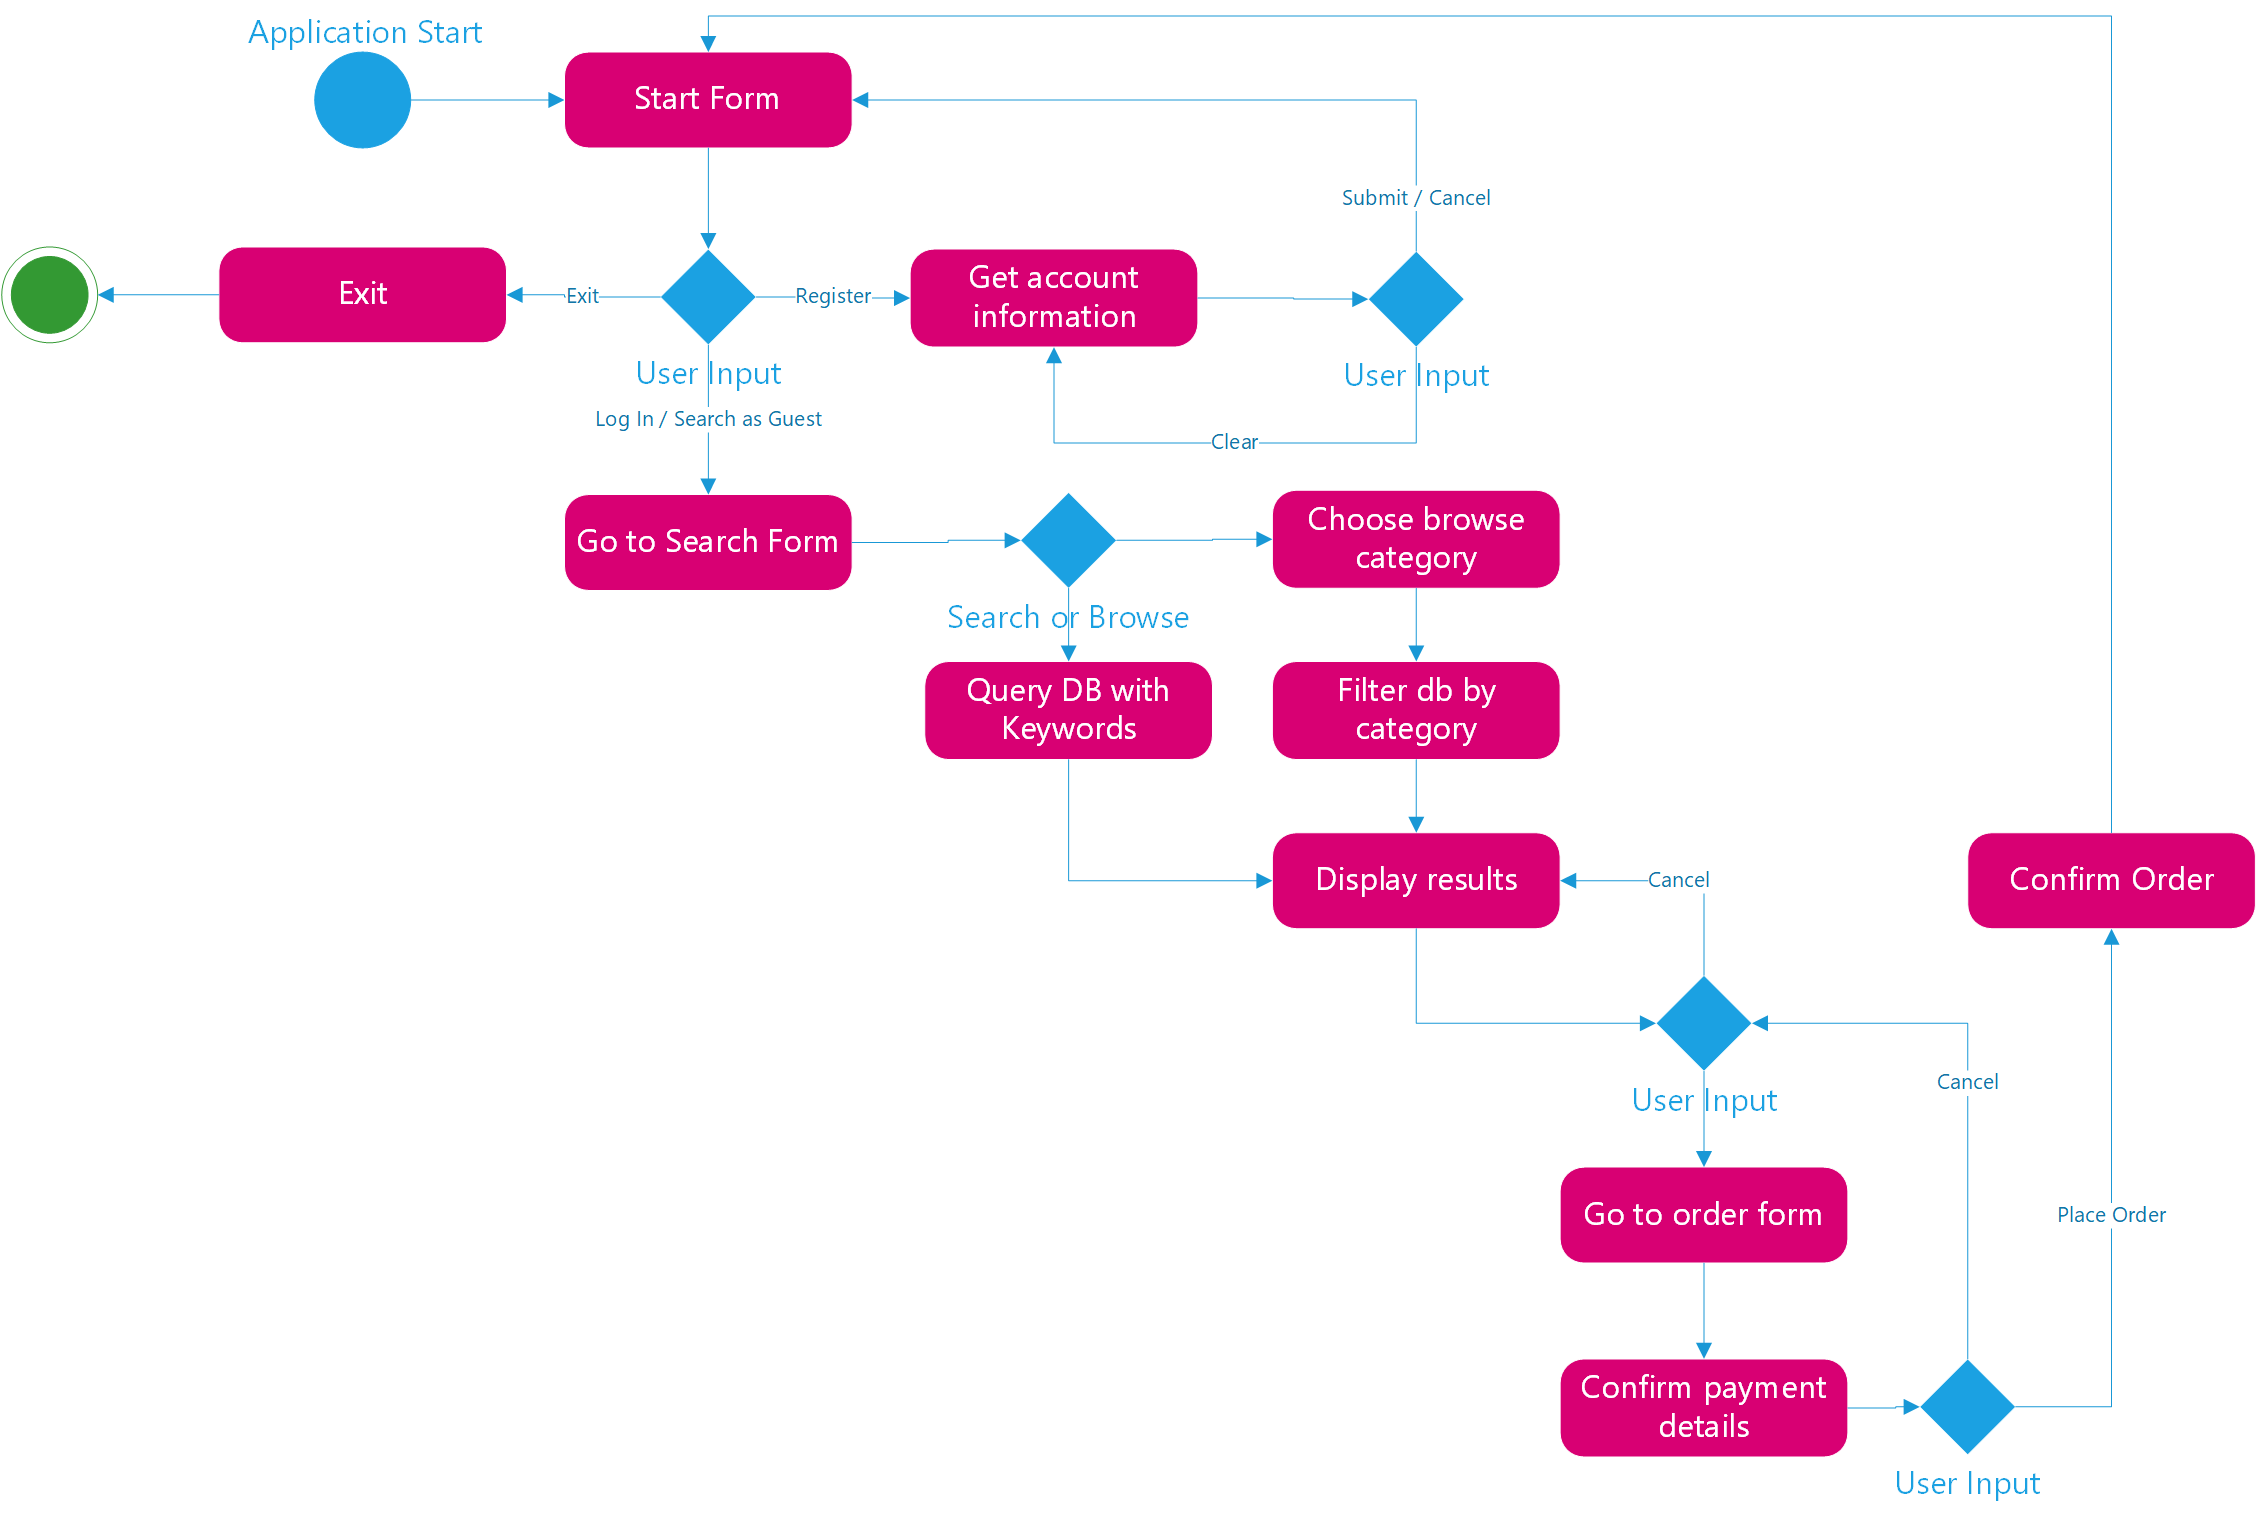 Application Start
Start Form
Submit / Cancel
Exit
Exit
Register
Get account
information
User Input
User Input
Log In / Search as Guest
Clear
Go to Search Form
Choose browse
category
Search or Browse
Query DB with
Keywords
Filter db by
category
Display results
Cancel
Confirm Order
Cancel
User Input
Go to order form
Place Order
Confirm payment
details
User Input